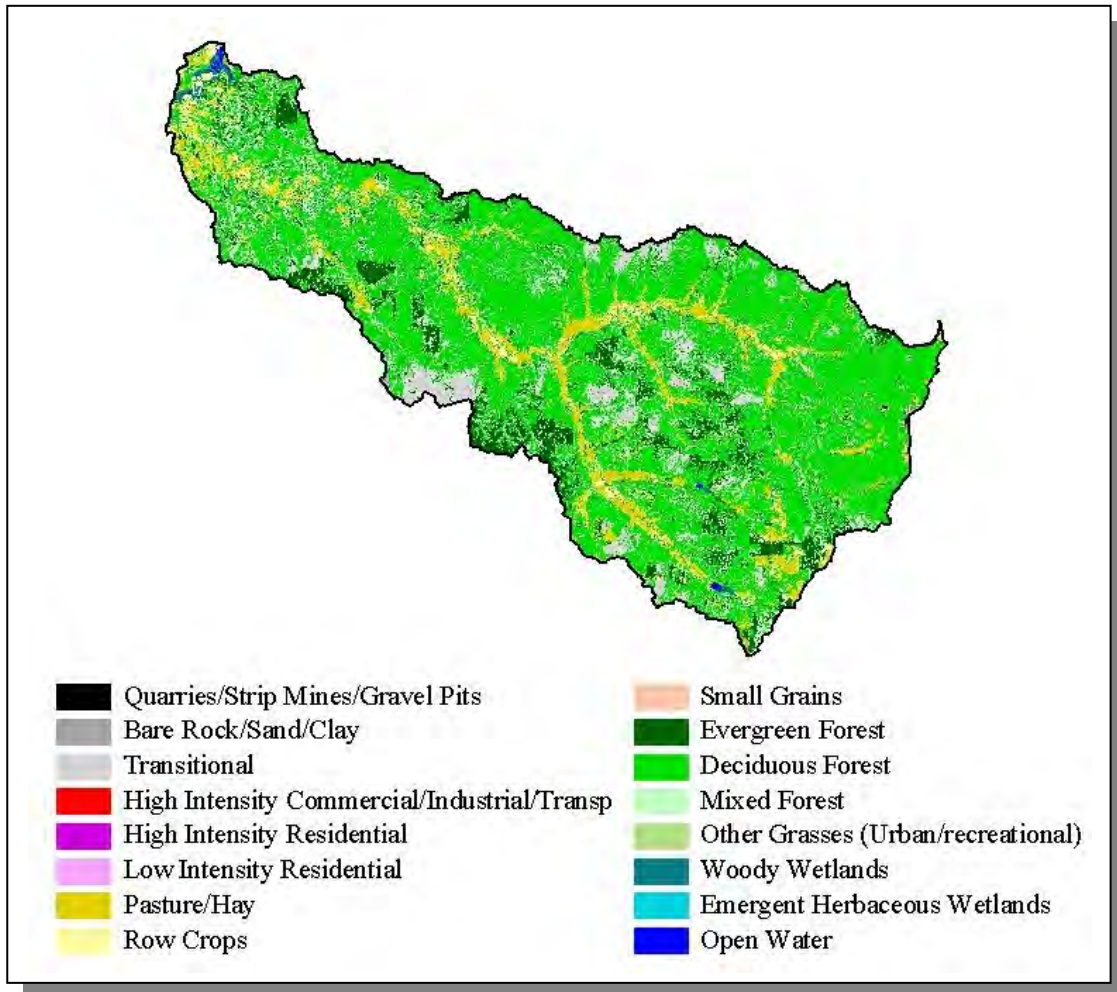 Quarries/Strip Mines/Gravel Pits
Bare Rock/Sand/Clay
Transitional
High Intensity Commercial/Industrial/Transp
High Intensity Residential
Low Intensity Residential
Pasture/Hay
Row Crops
Small Grains
Evergreen Forest
Deciduous Forest
Mixed Forest
Other Grasses (Urban/recreational)
Woody Wetlands
Emergent Herbaceous Wetlands
Open Water